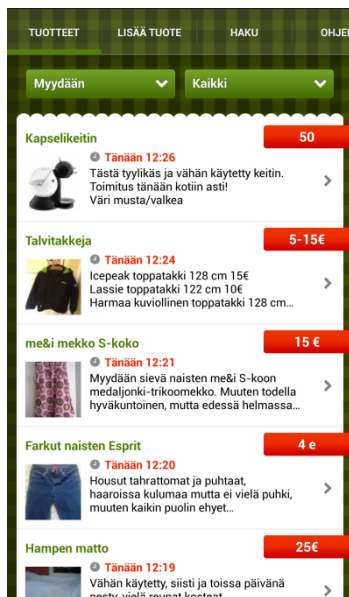 TUOTTEET LISÄÄ TUOTE HAKU OHJE
Myydään Kaikki
Kapselikeitin 50
Tänään 12:26
Tästä tyylikäs ja vähän käytetty keitin.
Toimitus tänään kotiin asti!
Väri musta/valkea
Talvitakkeja 5-15€
Tänään 12:24
Icepeak toppatakki 128 cm 15€
Lassie toppatakki 122 cm 10€
Harmaa kuviollinen toppatakki 128 cm...
me&i mekko S-koko 15 €
Tänään 12:21
Myydään sievä naisten me&i S-koon
medaljonki-trikoomekko. Muuten todella
hyväkuntoinen, mutta edessä helmassa...
Farkut naisten Esprit 4 e
Tänään 12:20
Housut tahrattomat ja puhtaat,
haaroissa kulumaa mutta ei vielä puhki,
muuten kaikin puolin ehyet...
Hampen matto 25€
Tänään 12:19
Vähän käytetty, siisti ja toissa päivänä
pesty, vielä reunat kosteat